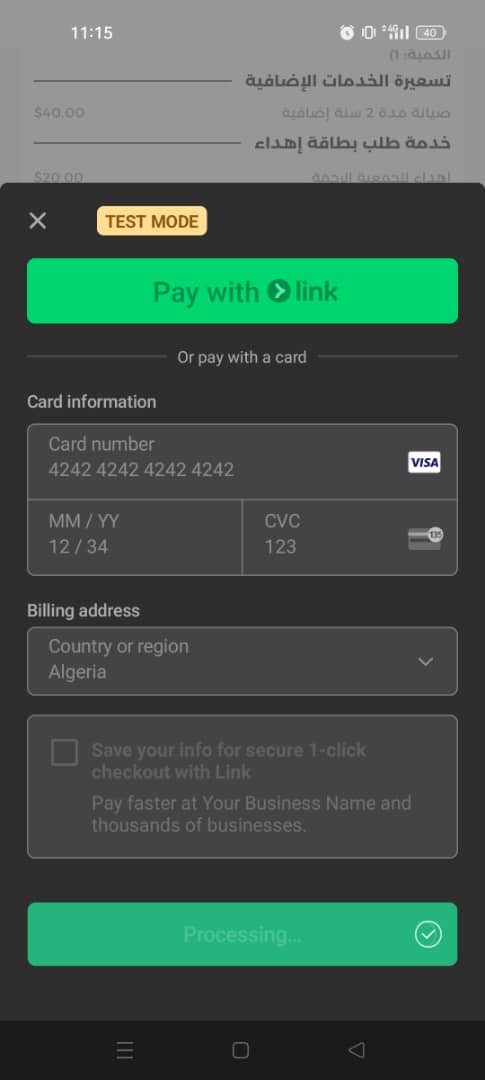 11:15
4G
40
الكمية: 1)
تسعيرة الخدمات الإضافية
صيانة مدة 2 سنة إضافية
$40.00
خدمة طلب بطاقة إهداء
اهداء للجمعية الرحمة
$20.00
TEST MODE
Pay with link
Or pay with a card
Card information
Card number
4242 4242 4242 4242
VISA
MM / YY
12 / 34
CVC
123
135
Billing address
Country or region
Algeria
Save your info for secure 1-click
checkout with Link
Pay faster at Your Business Name and
thousands of businesses.
Processing...